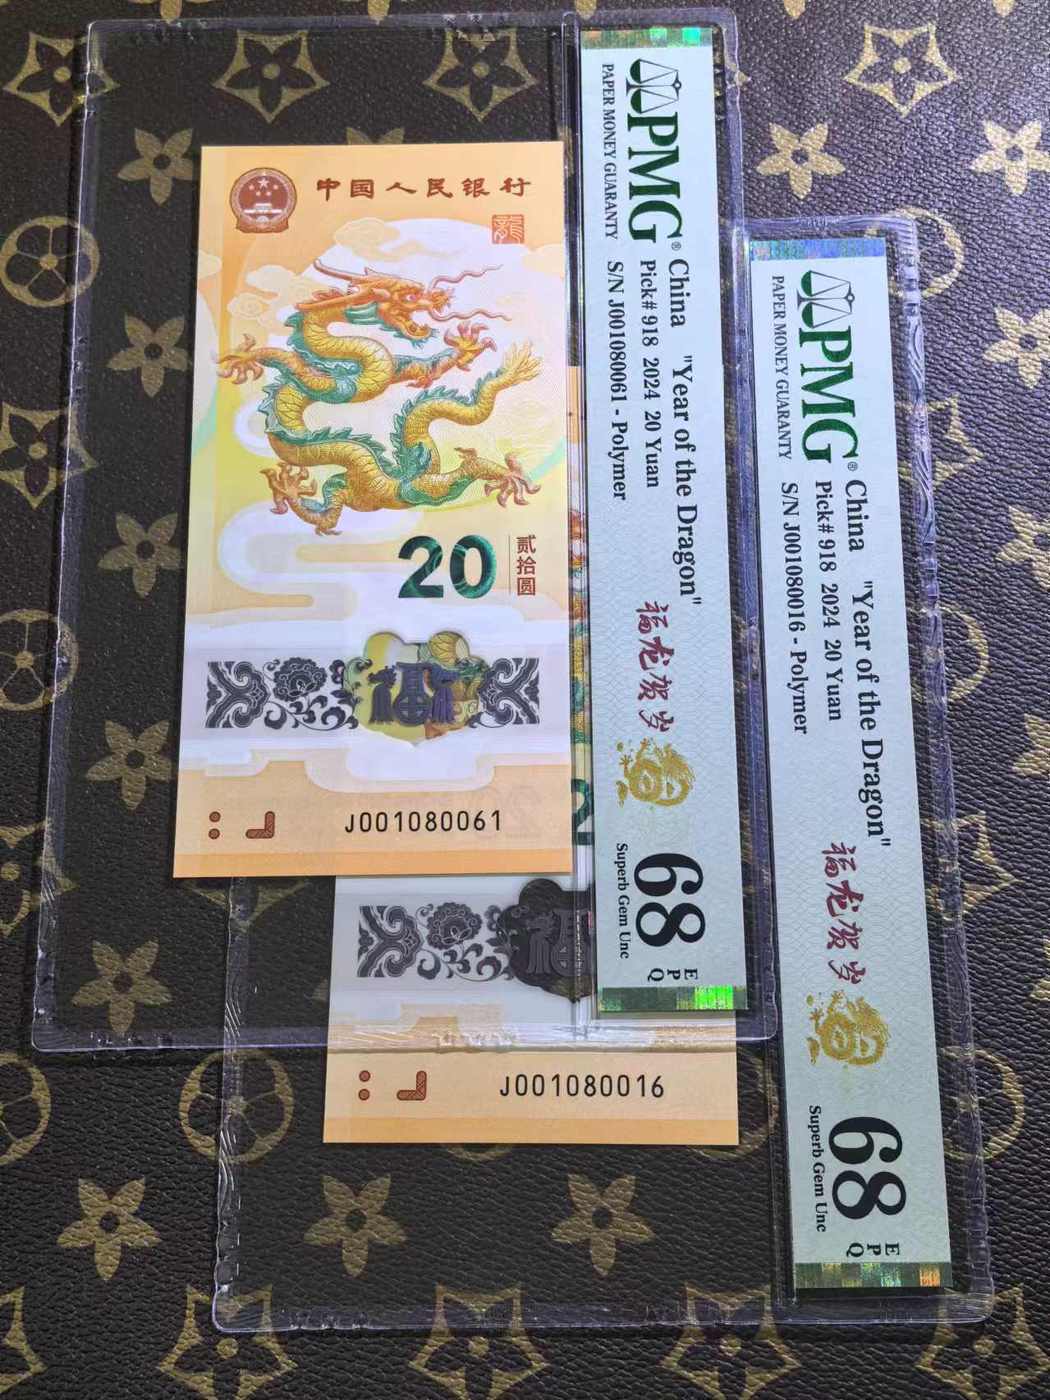 中国人民银行
龍
20
贰拾圆
J001080061
PMG®
PAPER MONEY GUARANTY
China "Year of the Dragon"
Pick# 918 2024 20 Yuan
S/N J001080061 - Polymer
福龙贺岁
68
EPQ
Superb Gem Unc
2
J001080016
PMG®
PAPER MONEY GUARANTY
China "Year of the Dragon"
Pick# 918 2024 20 Yuan
S/N J001080016 - Polymer
福龙贺岁
68
EPQ
Superb Gem Unc